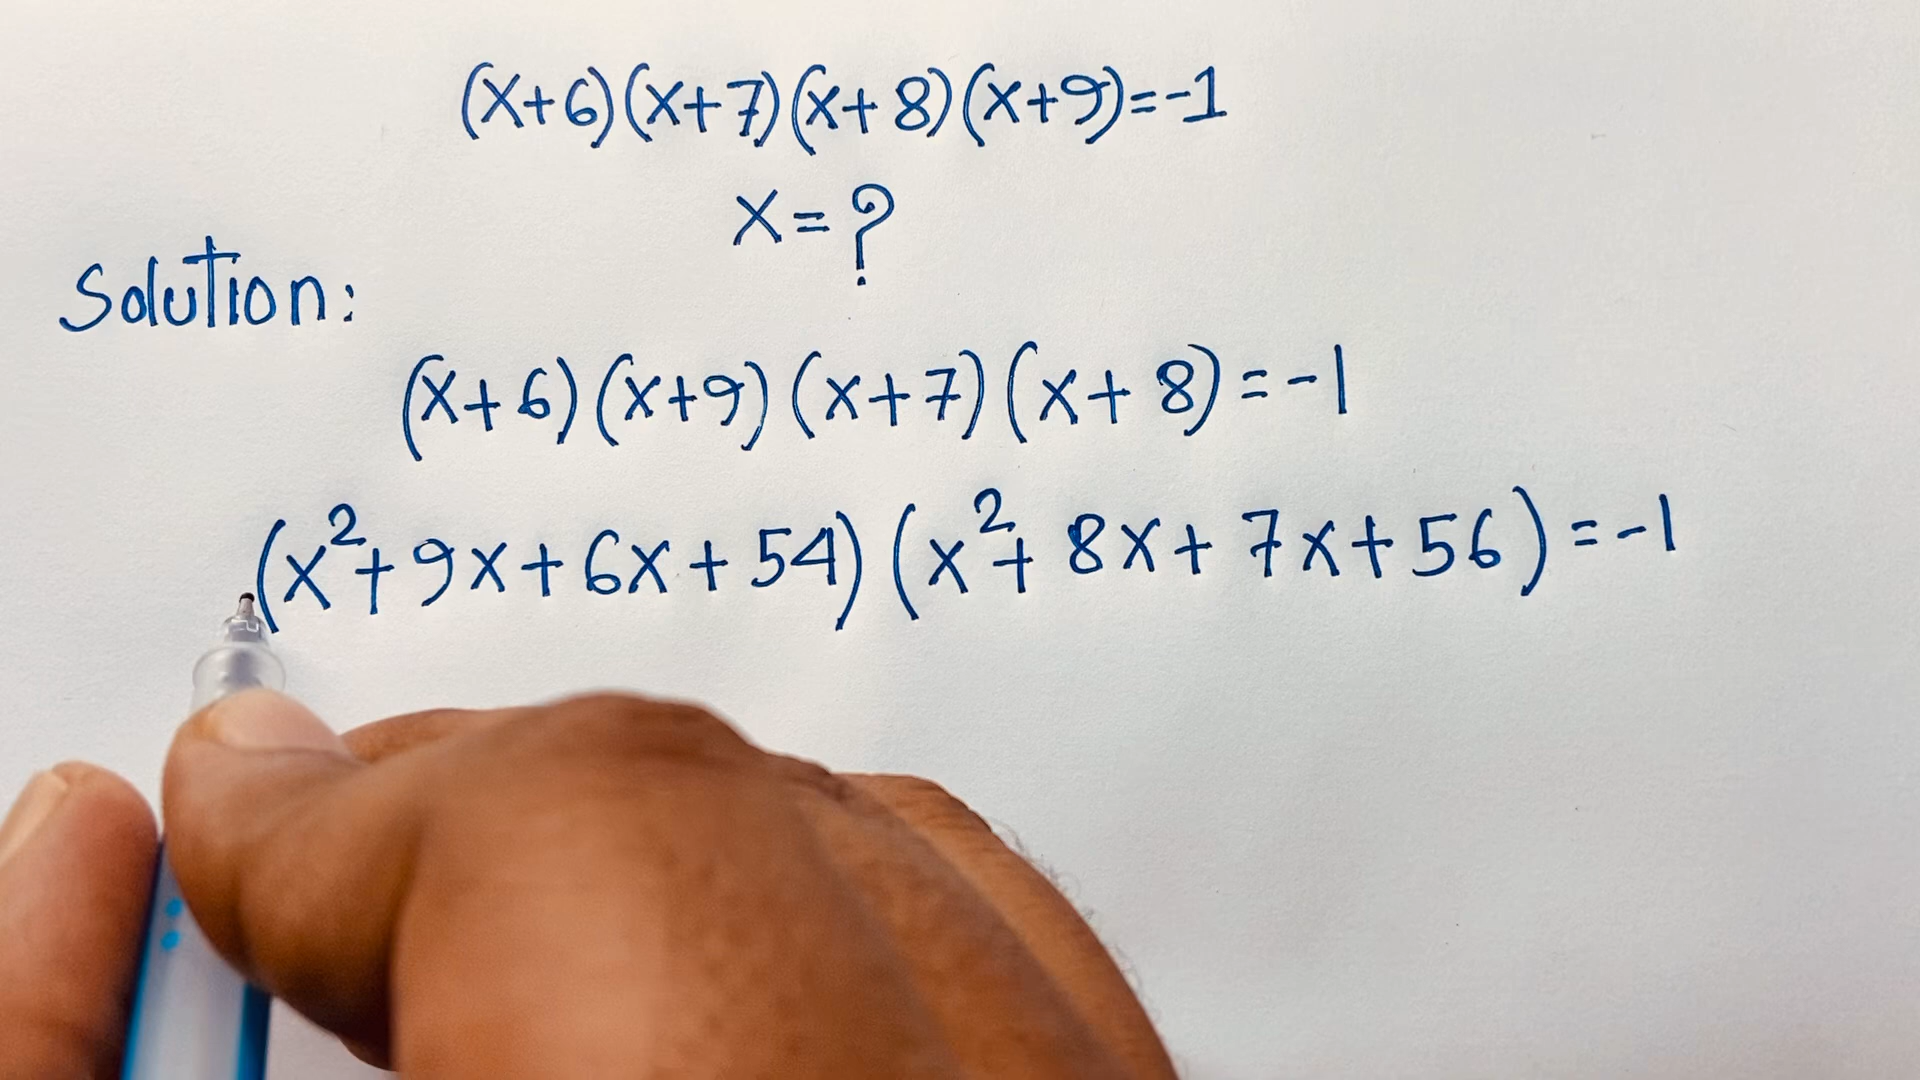 (x+6)(x+7)(x+8)(x+9)=-1
x=?
Solution:
(x+6)(x+9)(x+7)(x+8)=-1
(x²+9x+6x+54)(x²+8x+7x+56)=-1